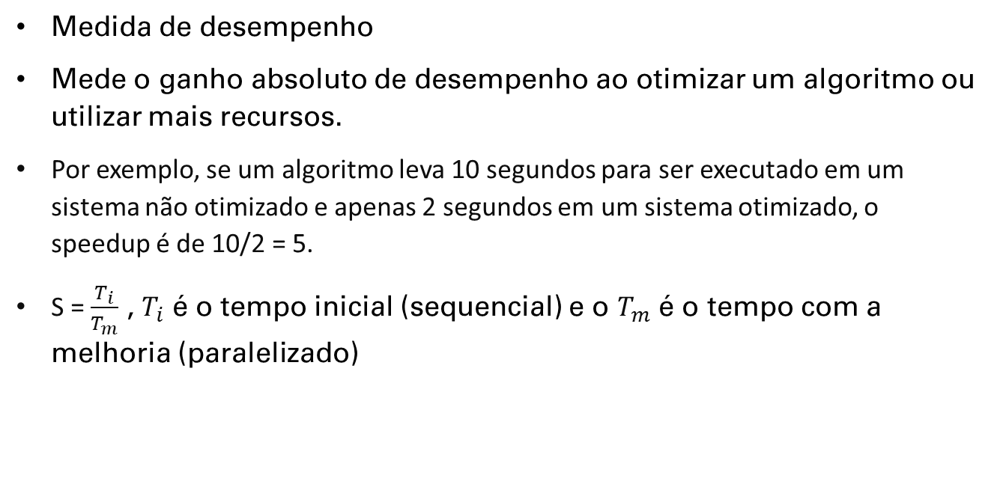 • Medida de desempenho
• Mede o ganho absoluto de desempenho ao otimizar um algoritmo ou
utilizar mais recursos.
• Por exemplo, se um algoritmo leva 10 segundos para ser executado em um
sistema não otimizado e apenas 2 segundos em um sistema otimizado, o
speedup é de 10/2 = 5.
• S = $\frac{T_i}{T_m}$ , $T_i$ é o tempo inicial (sequencial) e o $T_m$ é o tempo com a
melhoria (paralelizado)